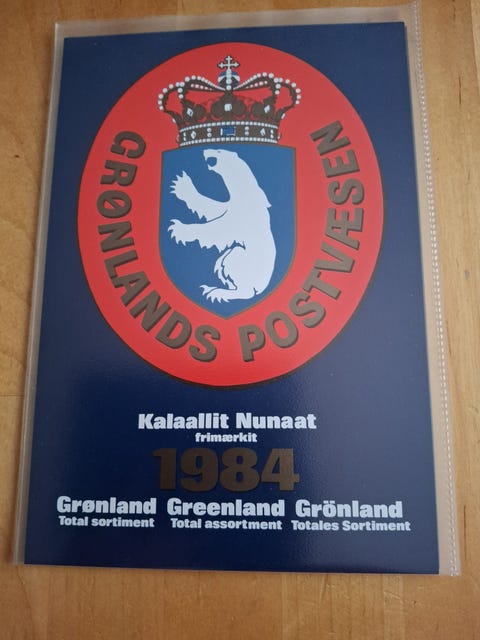 GRØNLANDS POSTVÆSEN
Kalaallit Nunaat
frimærkit
1984
Grønland Greenland Grönland
Total sortiment Total assortment Totales Sortiment